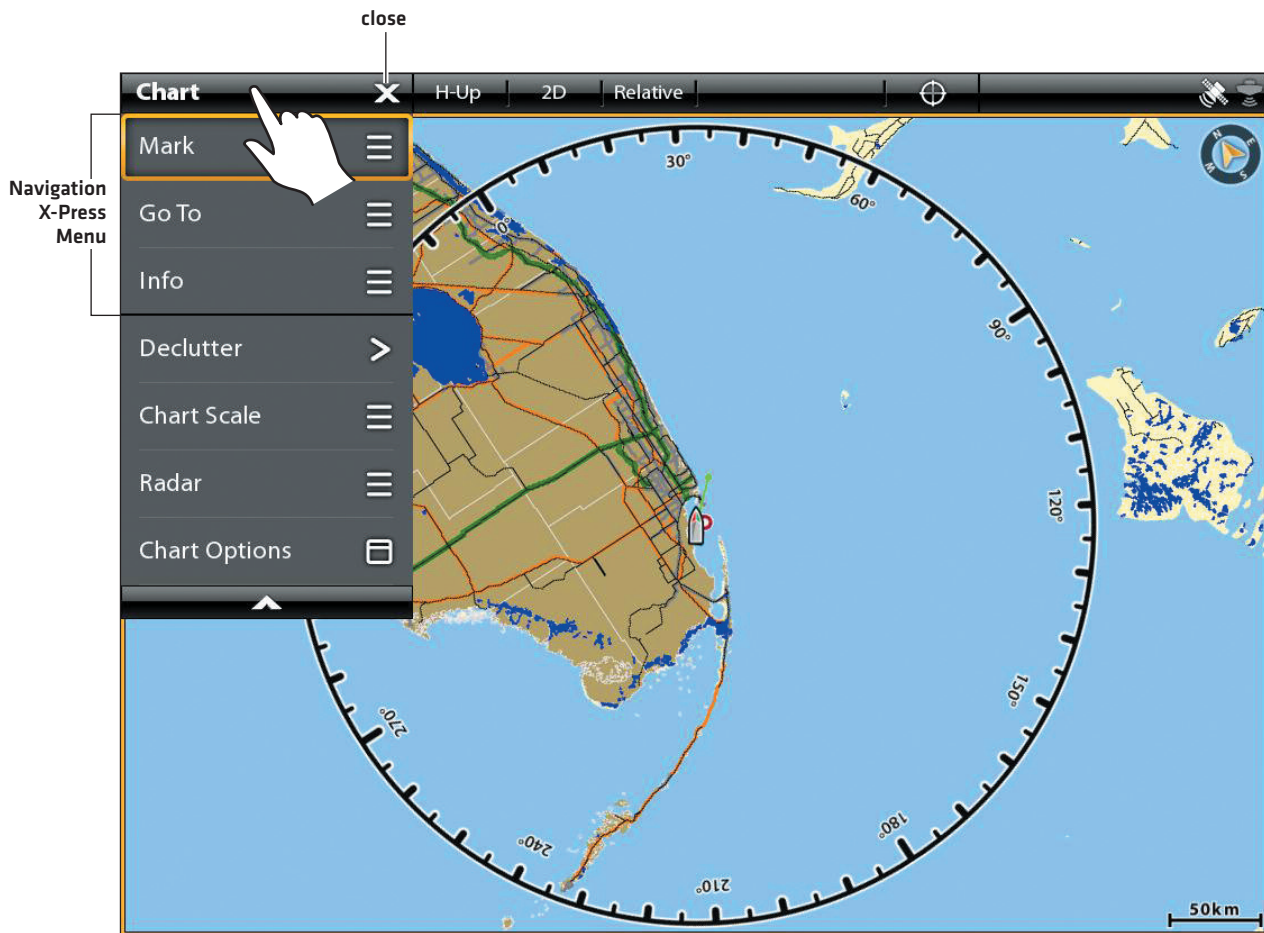 close
Chart
H-Up
2D
Relative
Mark
Navigation
X-Press
Menu
Go To
Info
Declutter
Chart Scale
Radar
Chart Options
N
E
S
W
0°
30°
60°
90°
120°
150°
180°
210°
240°
270°
50km